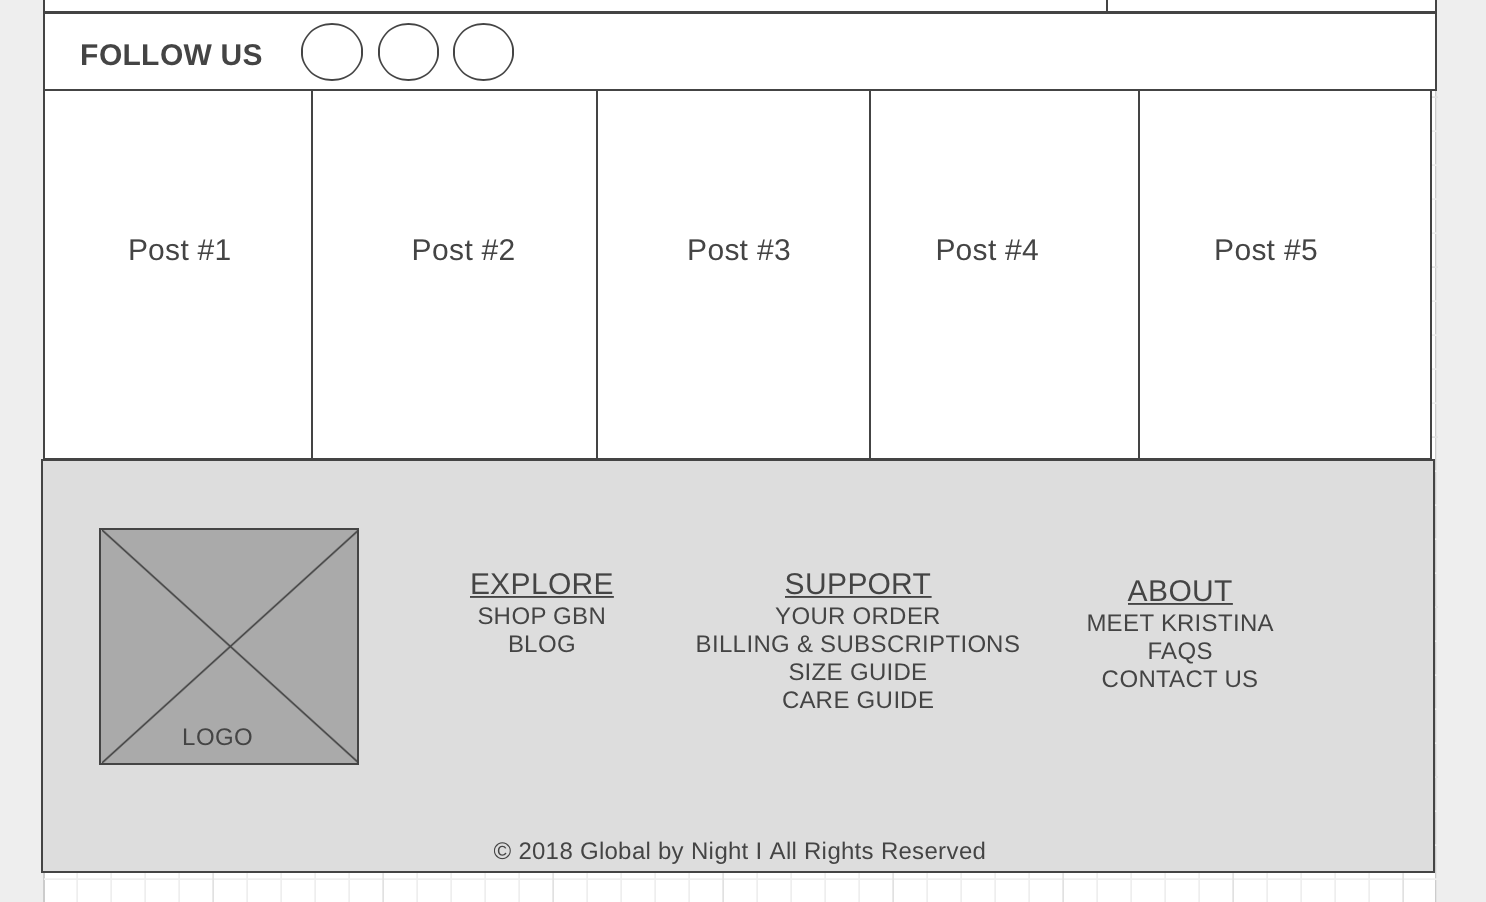 FOLLOW US
Post #1
Post #2
Post #3
Post #4
Post #5
LOGO
EXPLORE
SHOP GBN
BLOG
SUPPORT
YOUR ORDER
BILLING & SUBSCRIPTIONS
SIZE GUIDE
CARE GUIDE
ABOUT
MEET KRISTINA
FAQS
CONTACT US
© 2018 Global by Night I All Rights Reserved